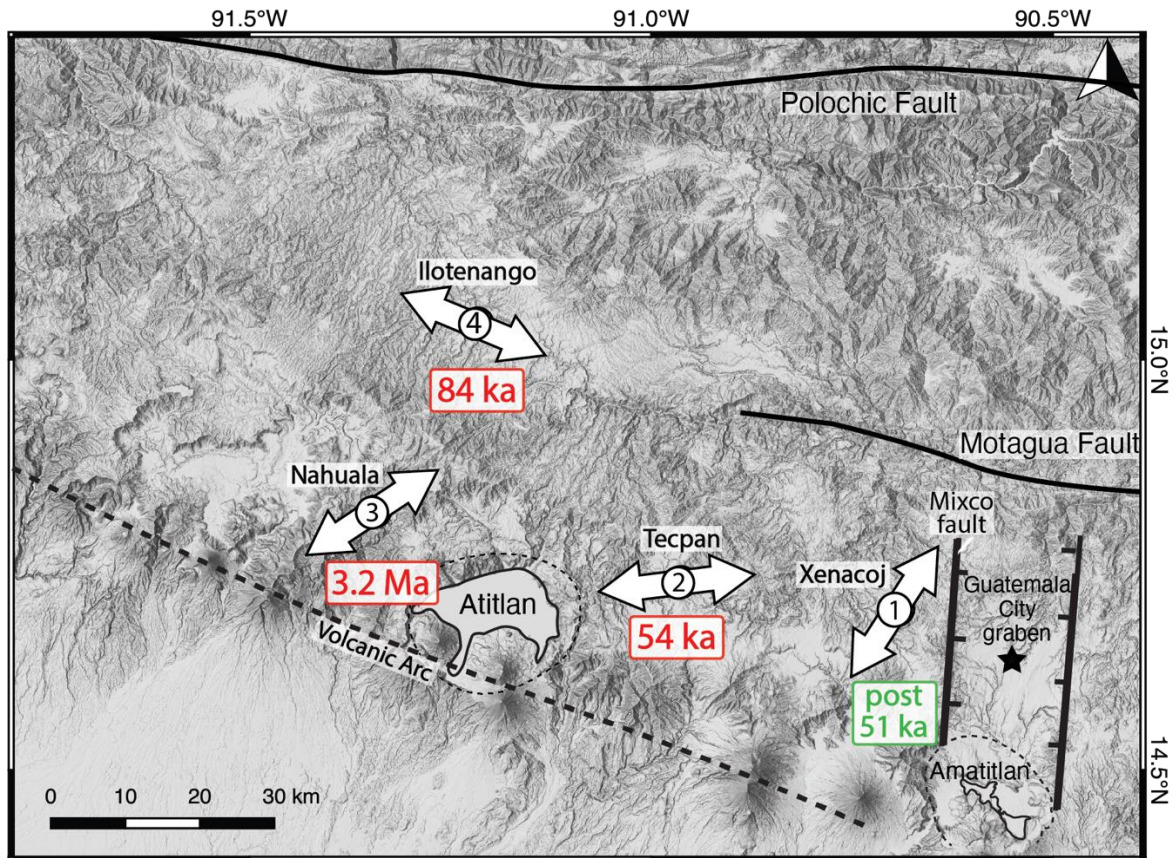 91.5°W
91.0°W
90.5°W
Polochic Fault
Ilotenango
4
84 ka
15.0°N
Motagua Fault
Nahuala
3
3.2 Ma
Mixco
fault
Tecpan
2
54 ka
Xenacoj
1
post
51 ka
Guatemala
City
graben
Atitlan
Volcanic Arc
Amatitlan
14.5°N
0 10 20 30 km